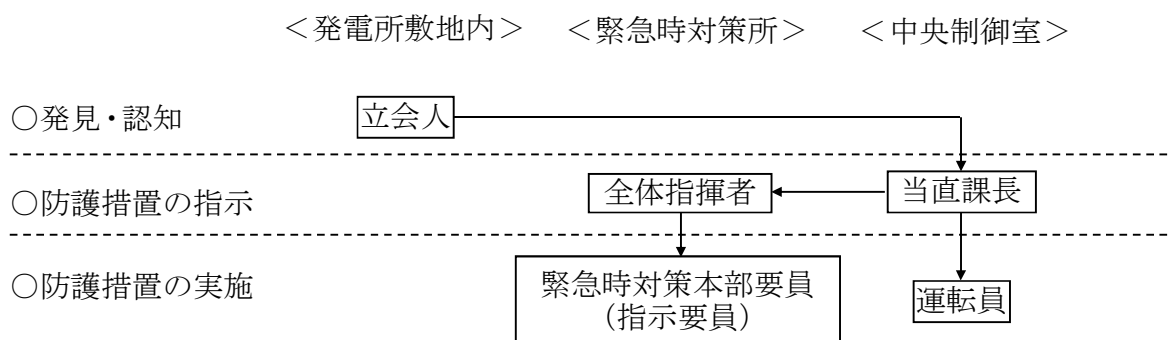 ＜発電所敷地内＞ ＜緊急時対策所＞ ＜中央制御室＞
○発見・認知 立会人
○防護措置の指示 全体指揮者 当直課長
○防護措置の実施 緊急時対策本部要員
（指示要員） 運転員